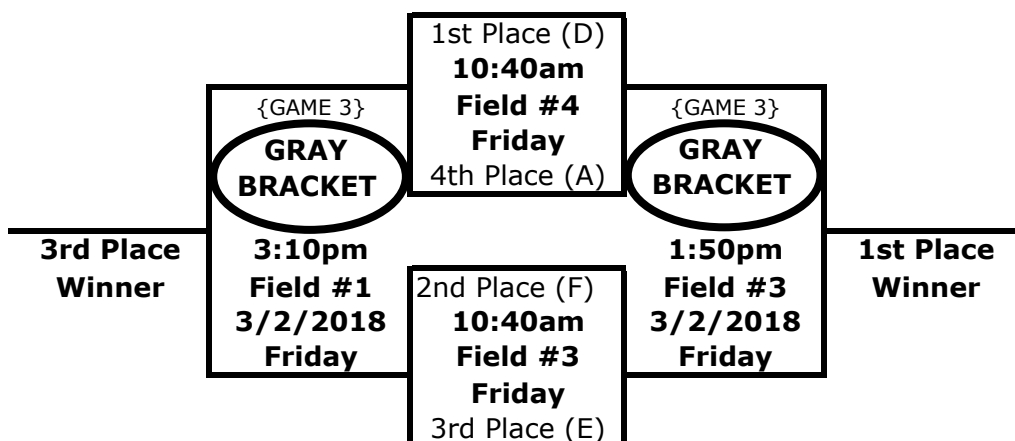 1st Place (D)
10:40am
Field #4
Friday
4th Place (A)
{GAME 3}
GRAY
BRACKET
3:10pm
Field #1
3/2/2018
Friday
{GAME 3}
GRAY
BRACKET
1:50pm
Field #3
3/2/2018
Friday
3rd Place
Winner
1st Place
Winner
2nd Place (F)
10:40am
Field #3
Friday
3rd Place (E)